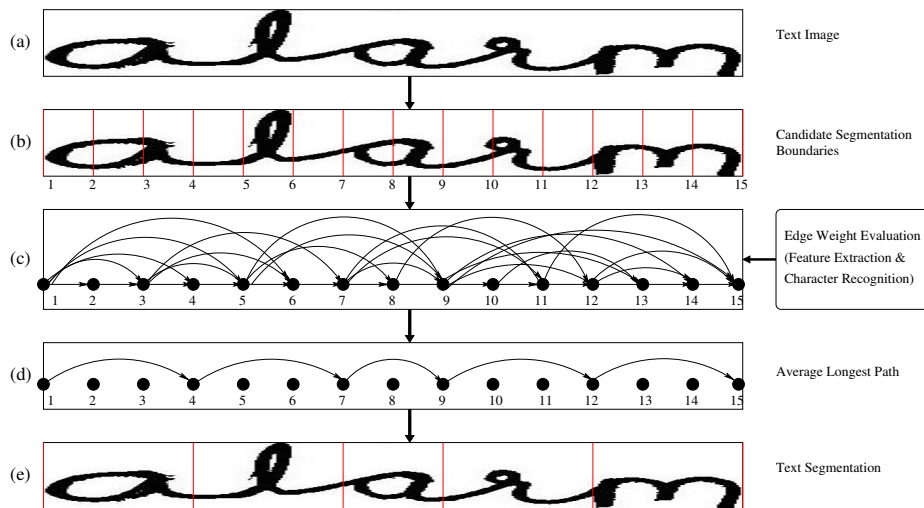 (a) alarm Text Image
(b) alarm Candidate Segmentation
Boundaries
1 2 3 4 5 6 7 8 9 10 11 12 13 14 15
(c) Edge Weight Evaluation
(Feature Extraction &
Character Recognition)
1 2 3 4 5 6 7 8 9 10 11 12 13 14 15
(d) Average Longest Path
1 2 3 4 5 6 7 8 9 10 11 12 13 14 15
(e) alarm Text Segmentation